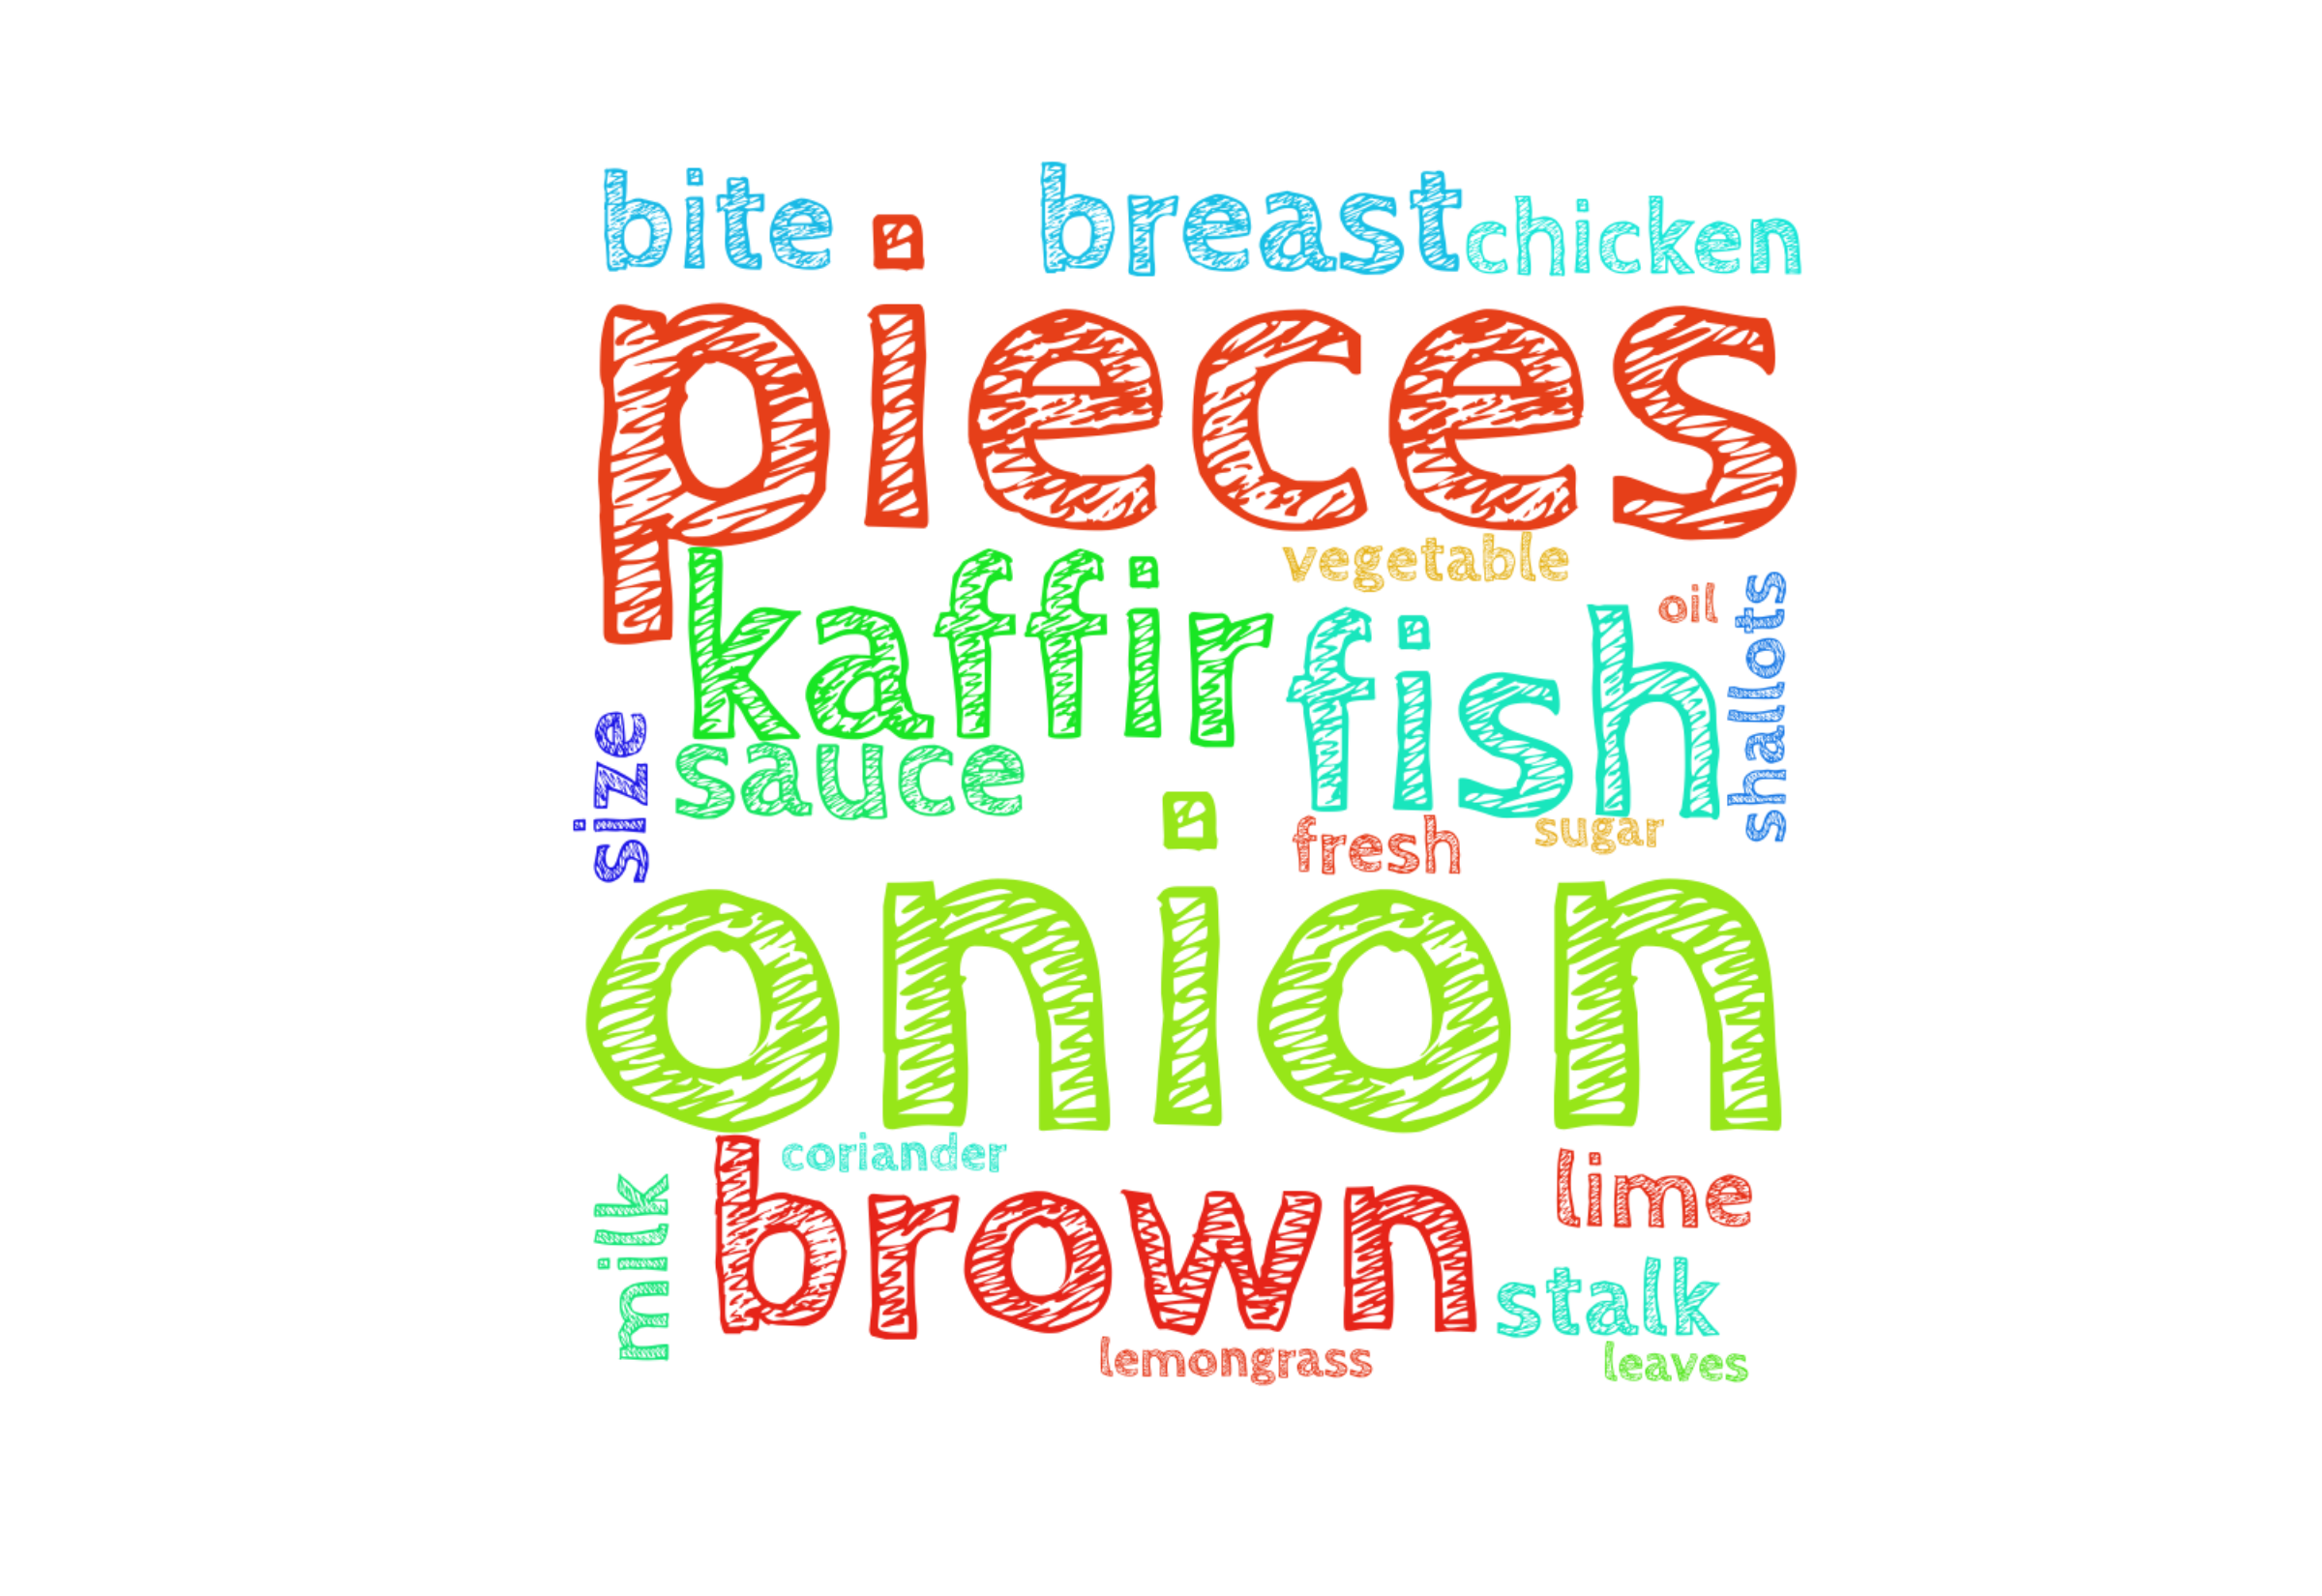 bite breast chicken
pieces
vegetable
kaffir fish oil shalots
size sauce
fresh sugar
onion
coriander
milk brown lime
stalk
lemongrass leaves